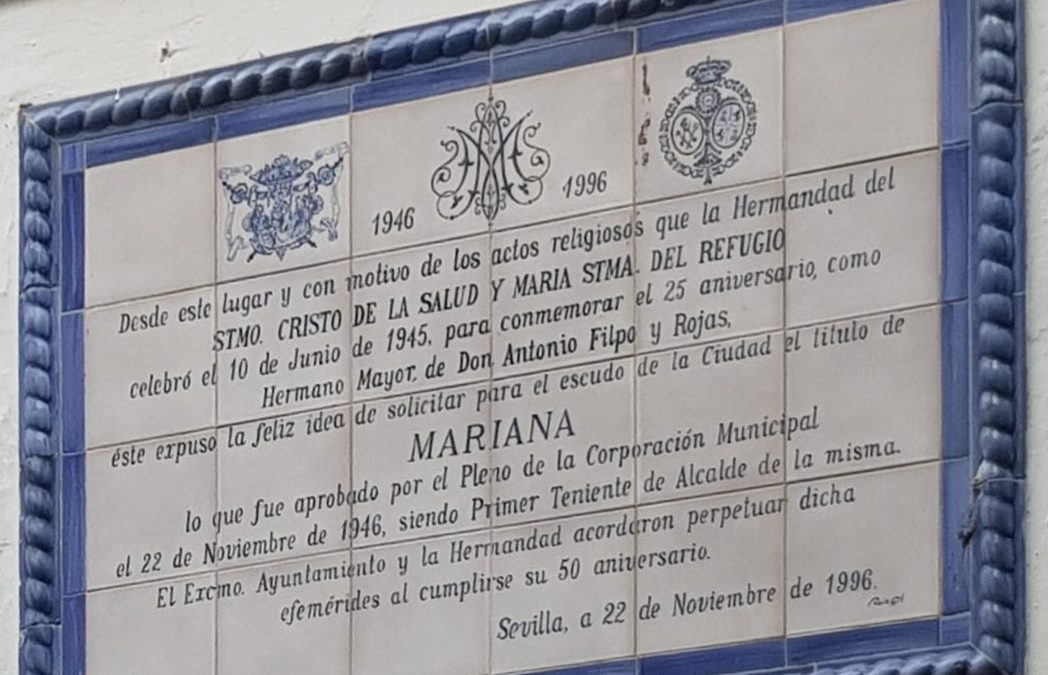 1946 1996
Desde este lugar y con motivo de los actos religiosos que la Hermandad del
STMO. CRISTO DE LA SALUD Y MARIA STMA. DEL REFUGIO
celebró el 10 de Junio de 1945, para conmemorar el 25 aniversario, como
Hermano Mayor, de Don Antonio Filpo y Rojas,
éste expuso la feliz idea de solicitar para el escudo de la Ciudad el título de
MARIANA
lo que fue aprobado por el Pleno de la Corporación Municipal
el 22 de Noviembre de 1946, siendo Primer Teniente de Alcalde de la misma.
El Excmo. Ayuntamiento y la Hermandad acordaron perpetuar dicha
efemérides al cumplirse su 50 aniversario.
Sevilla, a 22 de Noviembre de 1996.